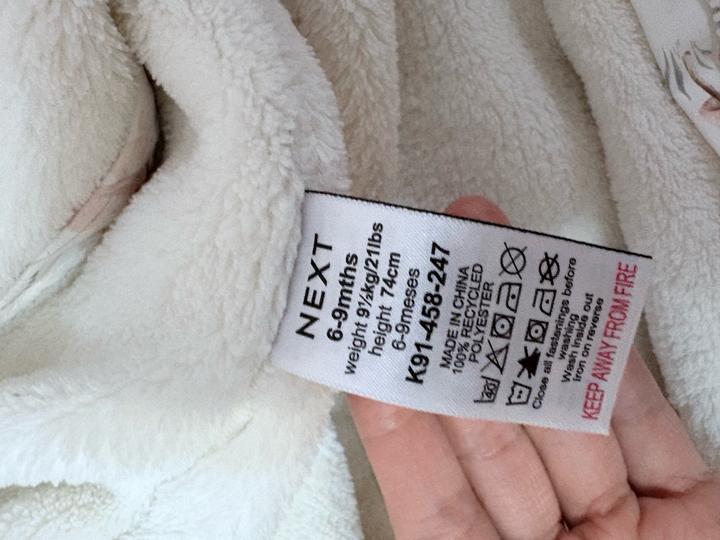 NEXT
6-9mths
weight 9½kg/21lbs
height 74cm
6-9meses
K91-458-247
MADE IN CHINA
100% RECYCLED
POLYESTER
40
Close all fastenings before
washing
Wash inside out
Iron on reverse
KEEP AWAY FROM FIRE